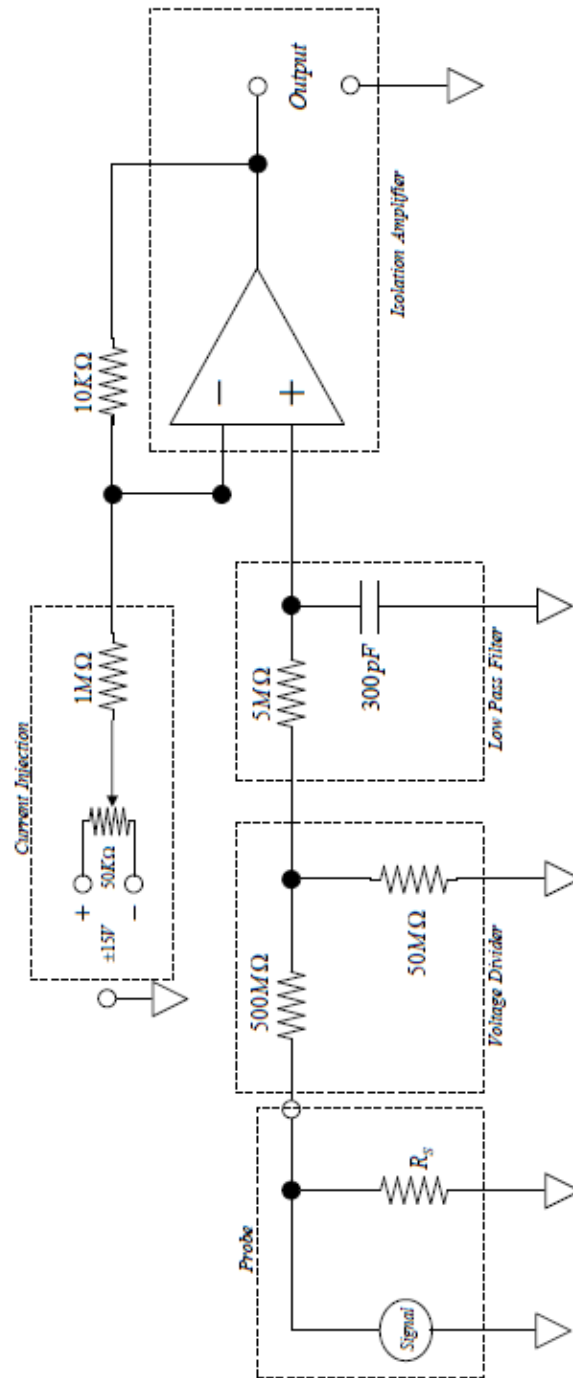 Current Injection
+
−
±15V
50KΩ
1MΩ
10KΩ
−
+
Output
Isolation Amplifier
Probe
Signal
R_S
500MΩ
50MΩ
Voltage Divider
5MΩ
300pF
Low Pass Filter